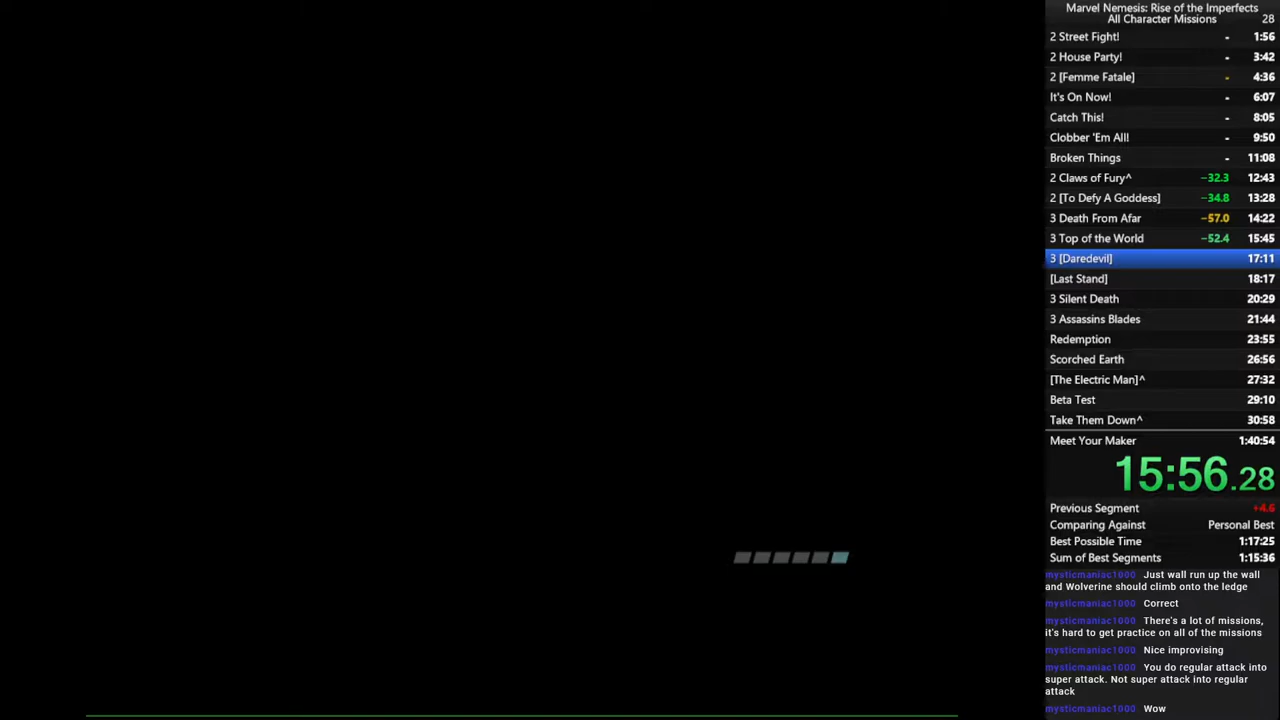 Marvel Nemesis: Rise of the Imperfects
All Character Missions 28
2 Street Fight! - 1:56
2 House Party! - 3:42
2 [Femme Fatale] - 4:36
It's On Now! - 6:07
Catch This! - 8:05
Clobber 'Em All! - 9:50
Broken Things - 11:08
2 Claws of Fury^ -32.3 12:43
2 [To Defy A Goddess] -34.8 13:28
3 Death From Afar -57.0 14:22
3 Top of the World -52.4 15:45
3 [Daredevil] 17:11
[Last Stand] 18:17
3 Silent Death 20:29
3 Assassins Blades 21:44
Redemption 23:55
Scorched Earth 26:56
[The Electric Man]^ 27:32
Beta Test 29:10
Take Them Down^ 30:58
Meet Your Maker 1:40:54
15:56.28
Previous Segment +4.6
Comparing Against Personal Best
Best Possible Time 1:17:25
Sum of Best Segments 1:15:36
mysticmaniac1000 Just wall run up the wall
and Wolverine should climb onto the ledge
mysticmaniac1000 Correct
mysticmaniac1000 There's a lot of missions,
it's hard to get practice on all of the missions
mysticmaniac1000 Nice improvising
mysticmaniac1000 You do regular attack into
super attack. Not super attack into regular
attack
mysticmaniac1000 Wow